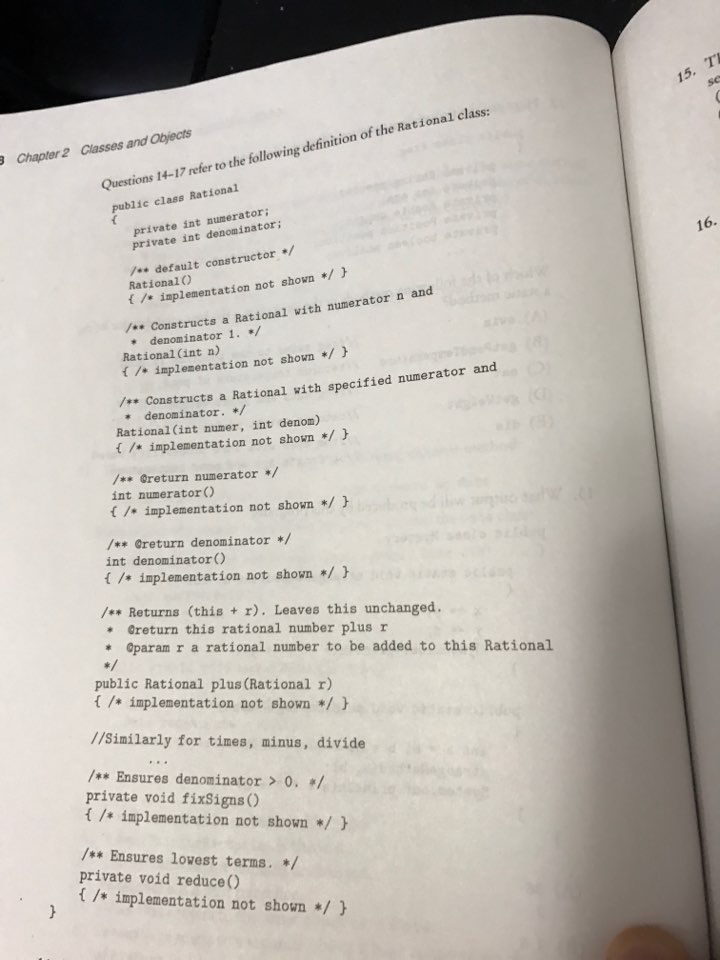 Chapter 2 Classes and Objects
Questions 14–17 refer to the following definition of the Rational class:
public class Rational
{
private int numerator;
private int denominator;
/** default constructor */
Rational()
{ /* implementation not shown */ }
/** Constructs a Rational with numerator n and
* denominator 1. */
Rational(int n)
{ /* implementation not shown */ }
/** Constructs a Rational with specified numerator and
* denominator. */
Rational(int numer, int denom)
{ /* implementation not shown */ }
/** @return numerator */
int numerator()
{ /* implementation not shown */ }
/** @return denominator */
int denominator()
{ /* implementation not shown */ }
/** Returns (this + r). Leaves this unchanged.
* @return this rational number plus r
* @param r a rational number to be added to this Rational
*/
public Rational plus(Rational r)
{ /* implementation not shown */ }
//Similarly for times, minus, divide
...
/** Ensures denominator > 0. */
private void fixSigns()
{ /* implementation not shown */ }
/** Ensures lowest terms. */
private void reduce()
{ /* implementation not shown */ }
}
15.
16.